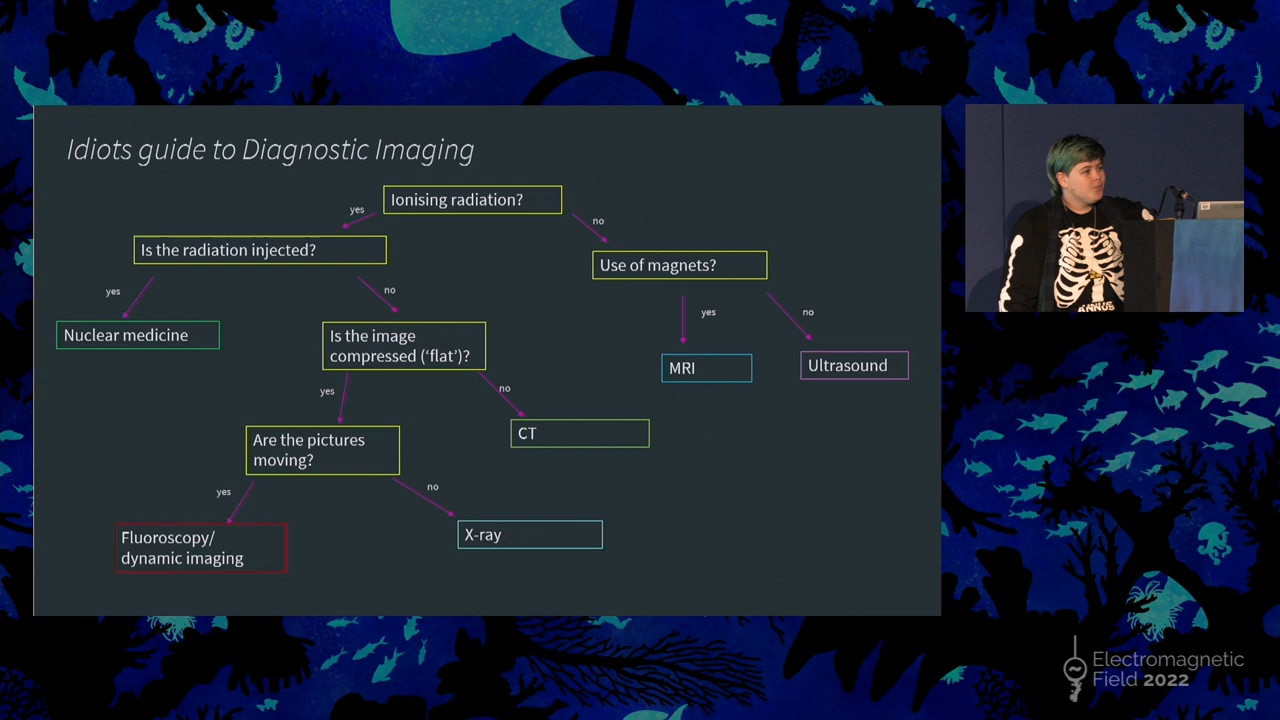 Idiots guide to Diagnostic Imaging
Ionising radiation?
yes
no
Is the radiation injected?
Use of magnets?
yes
no
yes
no
Nuclear medicine
Is the image
compressed (‘flat’)?
MRI
Ultrasound
yes
no
Are the pictures
moving?
CT
yes
no
Fluoroscopy/
dynamic imaging
X-ray
Electromagnetic
Field 2022